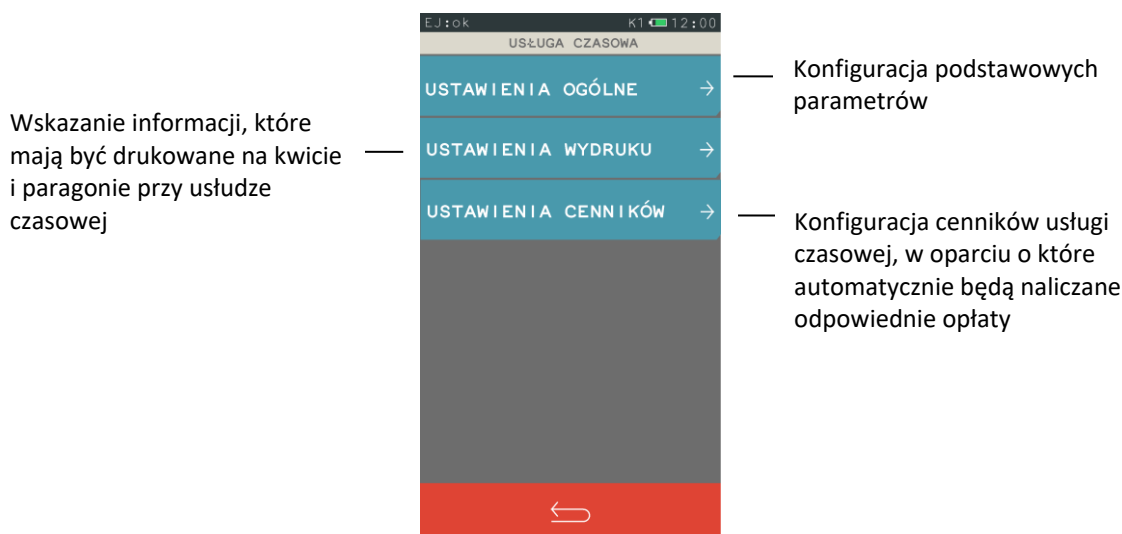 EJ:ok K1 12:00
USŁUGA CZASOWA
USTAWIENIA OGÓLNE
USTAWIENIA WYDRUKU
USTAWIENIA CENNIKÓW
Wskazanie informacji, które
mają być drukowane na kwicie
i paragonie przy usłudze
czasowej
Konfiguracja podstawowych
parametrów
Konfiguracja cenników usługi
czasowej, w oparciu o które
automatycznie będą naliczane
odpowiednie opłaty